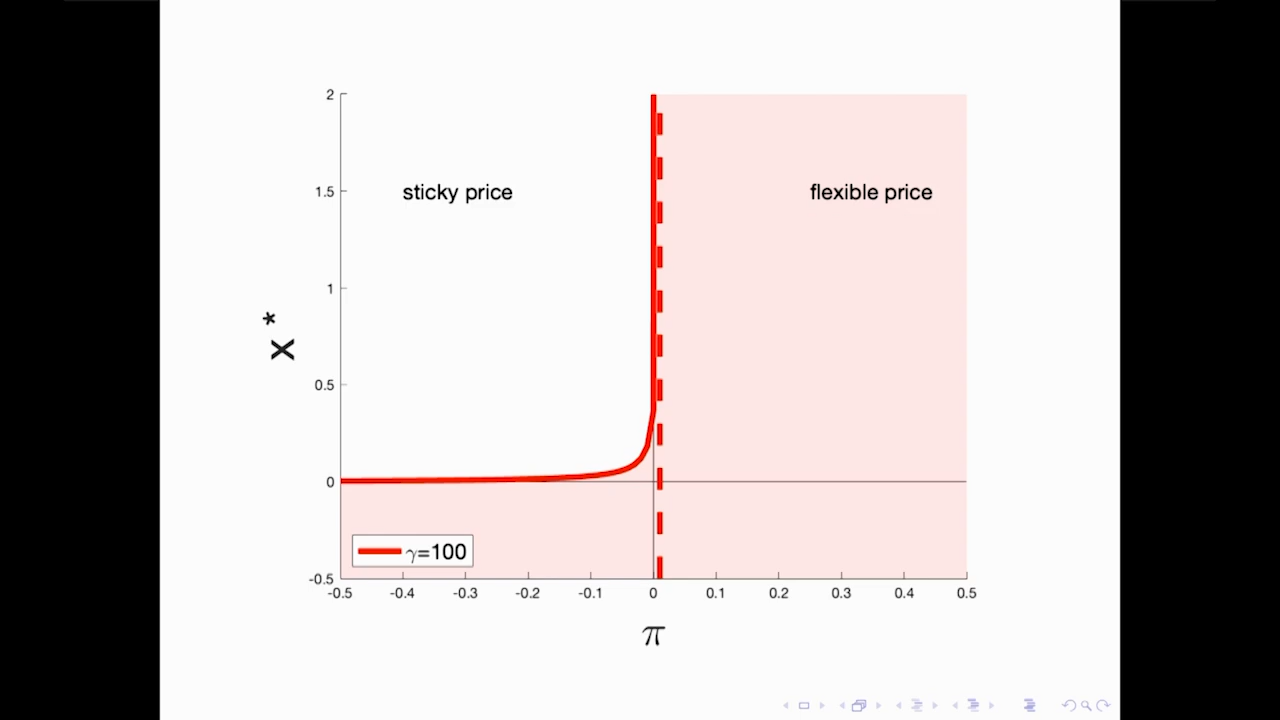 2
sticky price
flexible price
1.5
1
x *
0.5
0
γ=100
-0.5
-0.5 -0.4 -0.3 -0.2 -0.1 0 0.1 0.2 0.3 0.4 0.5
π